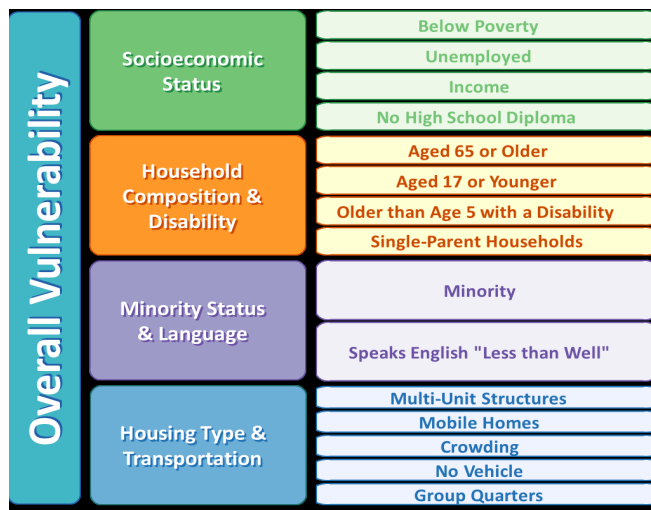 Overall Vulnerability
Socioeconomic
Status
Below Poverty
Unemployed
Income
No High School Diploma
Household
Composition &
Disability
Aged 65 or Older
Aged 17 or Younger
Older than Age 5 with a Disability
Single-Parent Households
Minority Status
& Language
Minority
Speaks English "Less than Well"
Housing Type &
Transportation
Multi-Unit Structures
Mobile Homes
Crowding
No Vehicle
Group Quarters